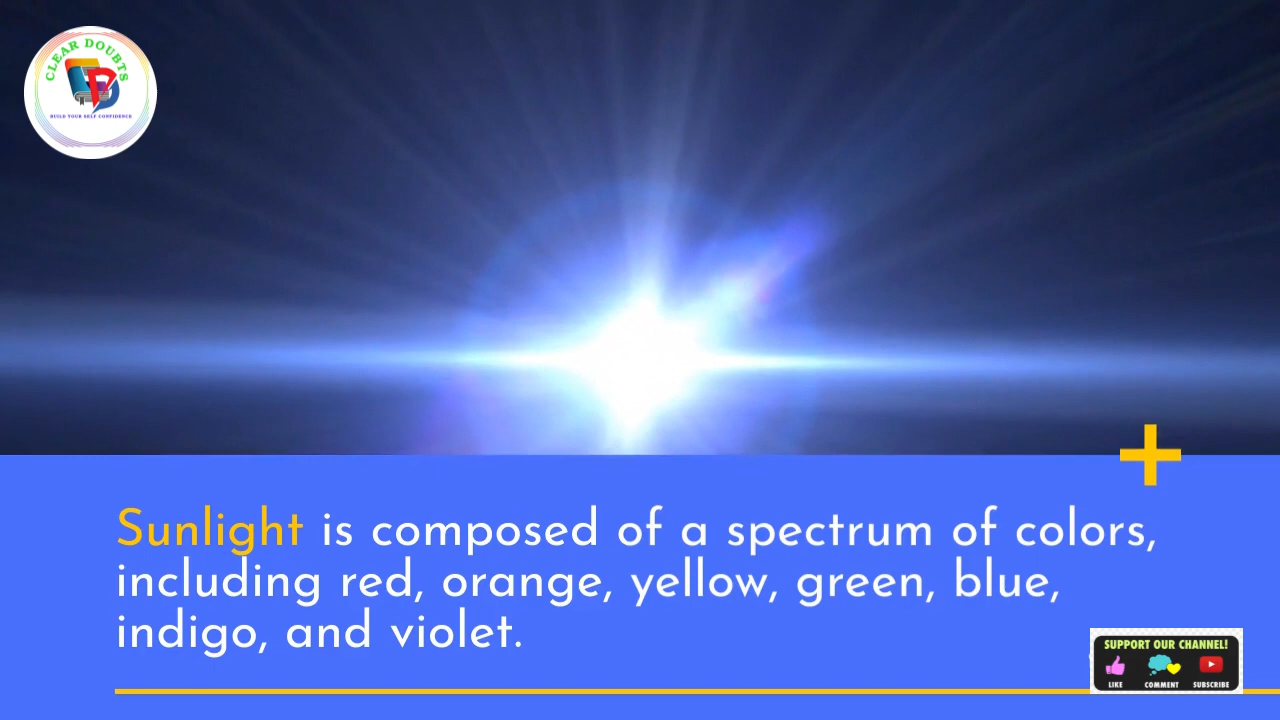 CLEAR DOUBTS
BUILD YOUR SELF CONFIDENCE
Sunlight is composed of a spectrum of colors,
including red, orange, yellow, green, blue,
indigo, and violet.
SUPPORT OUR CHANNEL!
LIKE COMMENT SUBSCRIBE